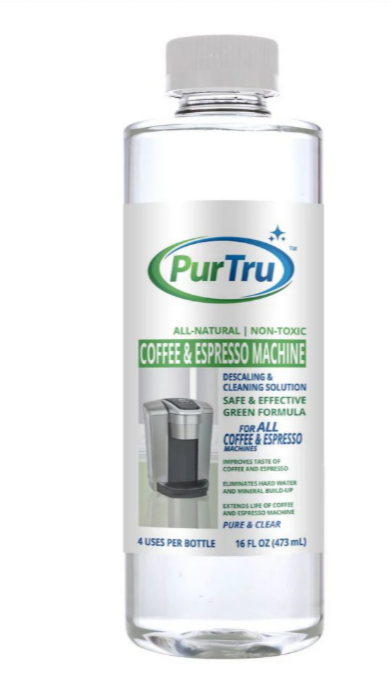 PurTru™
ALL-NATURAL | NON-TOXIC
COFFEE & ESPRESSO MACHINE
DESCALING &
CLEANING SOLUTION
SAFE & EFFECTIVE
GREEN FORMULA
FOR ALL
COFFEE & ESPRESSO
MACHINES
IMPROVES TASTE OF
COFFEE AND ESPRESSO
ELIMINATES HARD WATER
AND MINERAL BUILD-UP
EXTENDS LIFE OF COFFEE
AND ESPRESSO MACHINE
PURE & CLEAR
4 USES PER BOTTLE 16 FL OZ (473 mL)